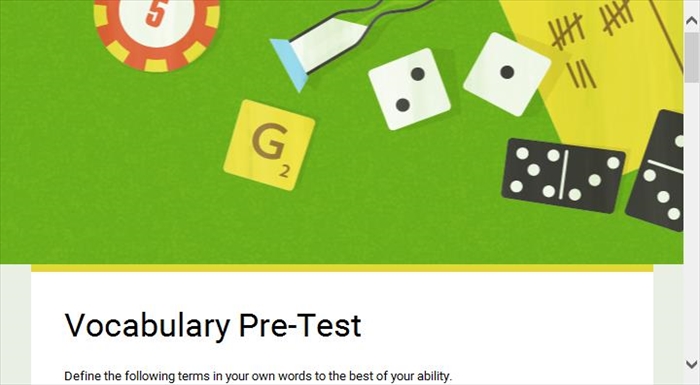 5
G
2
Vocabulary Pre-Test
Define the following terms in your own words to the best of your ability.